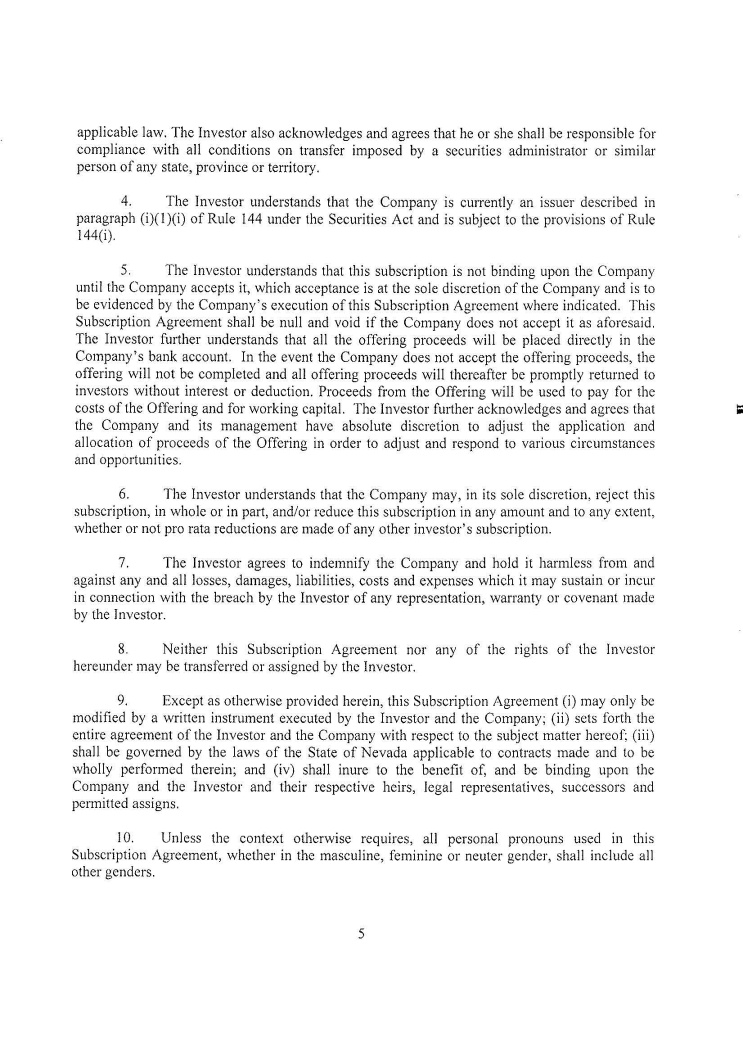 applicable law. The Investor also acknowledges and agrees that he or she shall be responsible for
compliance with all conditions on transfer imposed by a securities administrator or similar
person of any state, province or territory.
4. The Investor understands that the Company is currently an issuer described in
paragraph (i)(1)(i) of Rule 144 under the Securities Act and is subject to the provisions of Rule
144(i).
5. The Investor understands that this subscription is not binding upon the Company
until the Company accepts it, which acceptance is at the sole discretion of the Company and is to
be evidenced by the Company's execution of this Subscription Agreement where indicated. This
Subscription Agreement shall be null and void if the Company does not accept it as aforesaid.
The Investor further understands that all the offering proceeds will be placed directly in the
Company's bank account. In the event the Company does not accept the offering proceeds, the
offering will not be completed and all offering proceeds will thereafter be promptly returned to
investors without interest or deduction. Proceeds from the Offering will be used to pay for the
costs of the Offering and for working capital. The Investor further acknowledges and agrees that
the Company and its management have absolute discretion to adjust the application and
allocation of proceeds of the Offering in order to adjust and respond to various circumstances
and opportunities.
6. The Investor understands that the Company may, in its sole discretion, reject this
subscription, in whole or in part, and/or reduce this subscription in any amount and to any extent,
whether or not pro rata reductions are made of any other investor's subscription.
7. The Investor agrees to indemnify the Company and hold it harmless from and
against any and all losses, damages, liabilities, costs and expenses which it may sustain or incur
in connection with the breach by the Investor of any representation, warranty or covenant made
by the Investor.
8. Neither this Subscription Agreement nor any of the rights of the Investor
hereunder may be transferred or assigned by the Investor.
9. Except as otherwise provided herein, this Subscription Agreement (i) may only be
modified by a written instrument executed by the Investor and the Company; (ii) sets forth the
entire agreement of the Investor and the Company with respect to the subject matter hereof; (iii)
shall be governed by the laws of the State of Nevada applicable to contracts made and to be
wholly performed therein; and (iv) shall inure to the benefit of, and be binding upon the
Company and the Investor and their respective heirs, legal representatives, successors and
permitted assigns.
10. Unless the context otherwise requires, all personal pronouns used in this
Subscription Agreement, whether in the masculine, feminine or neuter gender, shall include all
other genders.
5